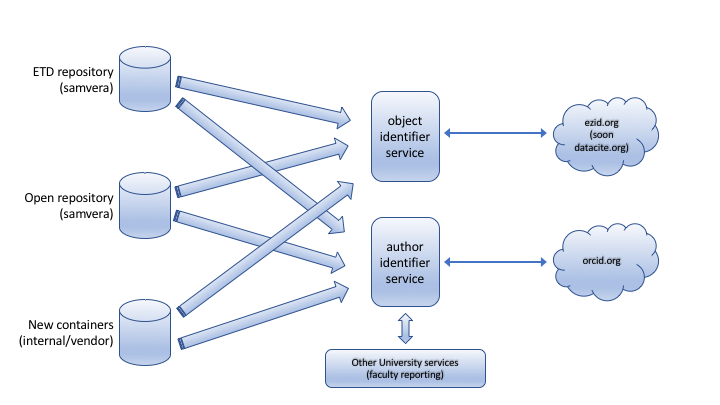 ETD repository
(samvera)
object
identifier
service
ezid.org
(soon
datacite.org)
Open repository
(samvera)
author
identifier
service
orcid.org
New containers
(internal/vendor)
Other University services
(faculty reporting)